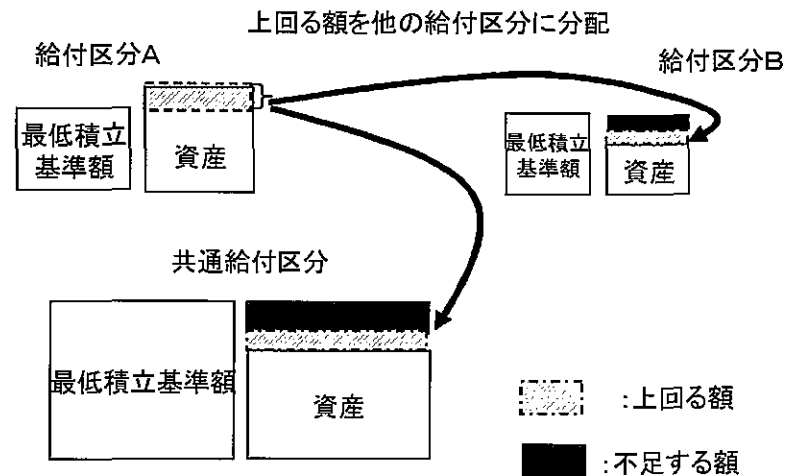 上回る額を他の給付区分に分配
給付区分A
給付区分B
最低積立
基準額
資産
最低積立
基準額
資産
共通給付区分
最低積立基準額
資産
:上回る額
:不足する額